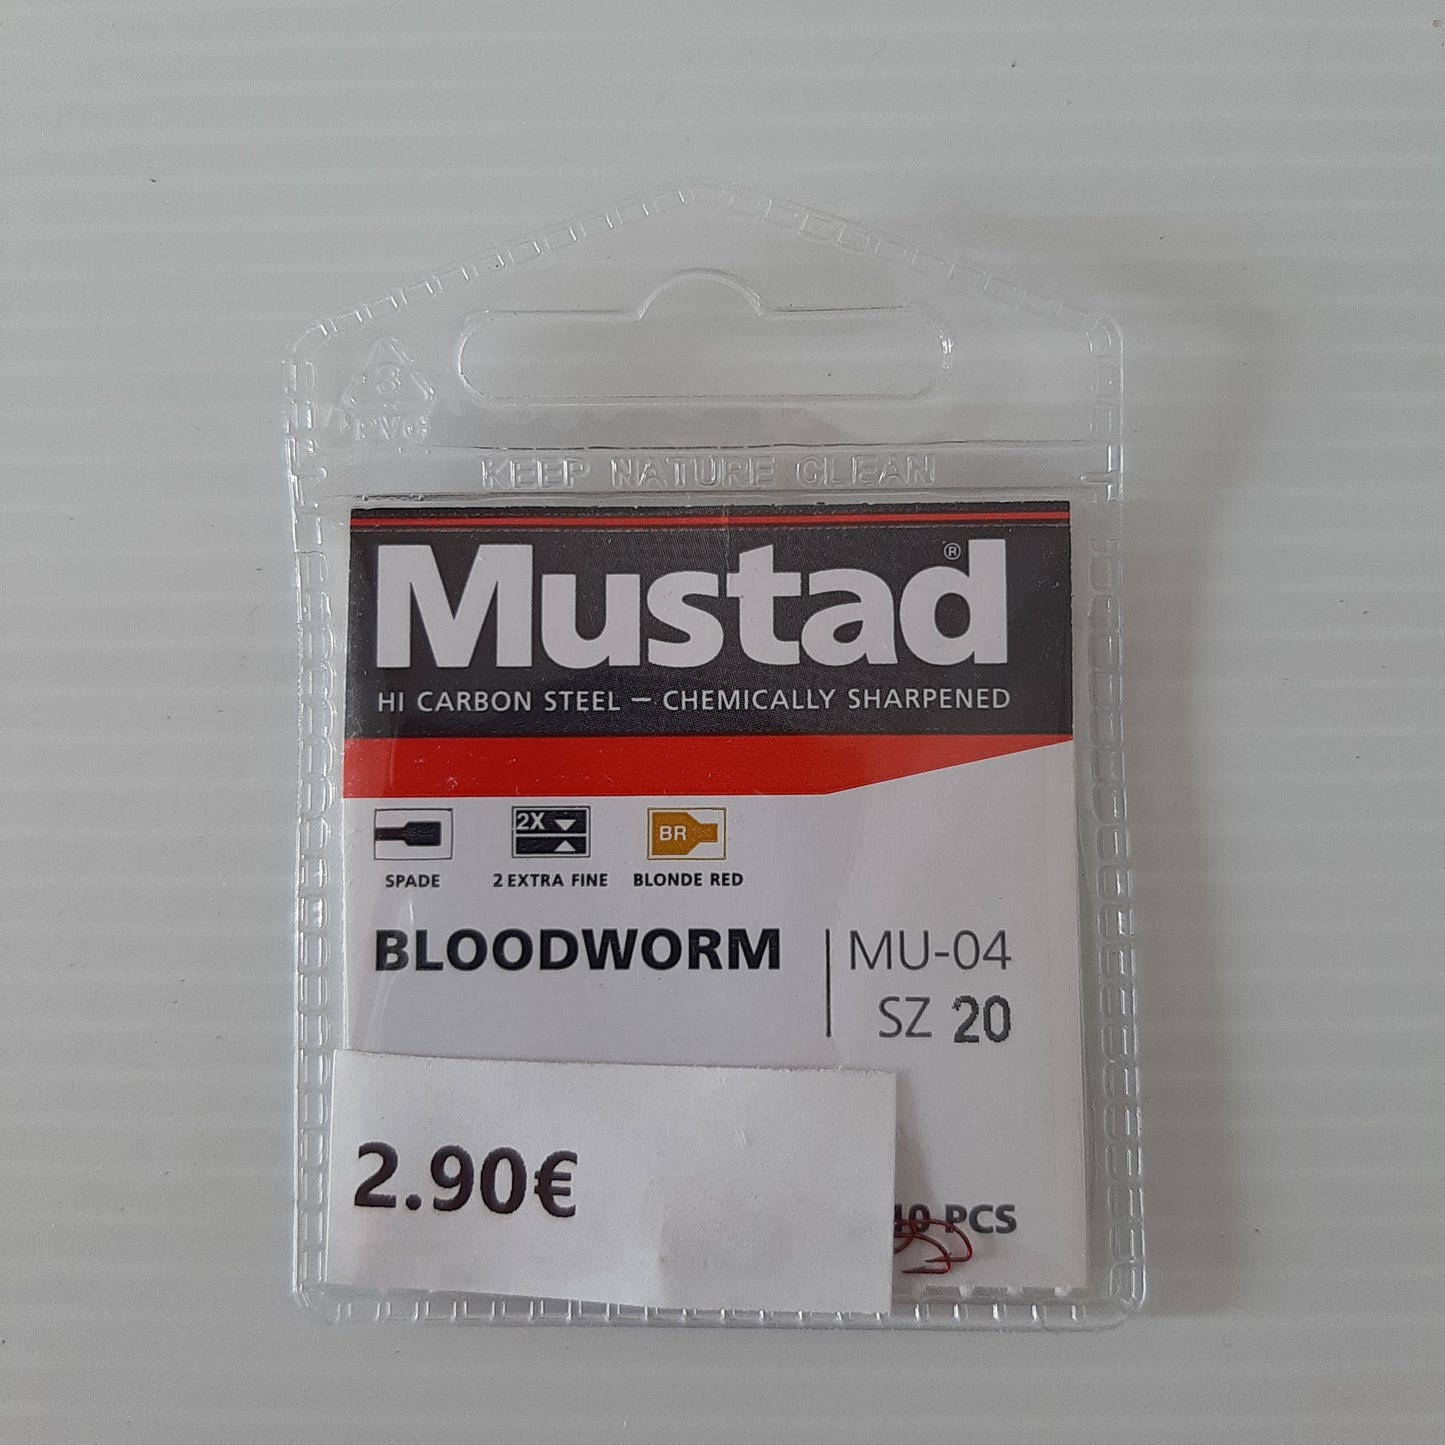 3
PVC
KEEP NATURE CLEAN
Mustad®
HI CARBON STEEL – CHEMICALLY SHARPENED
2X BR
SPADE 2 EXTRA FINE BLONDE RED
BLOODWORM MU-04
SZ 20
2.90€
10 PCS